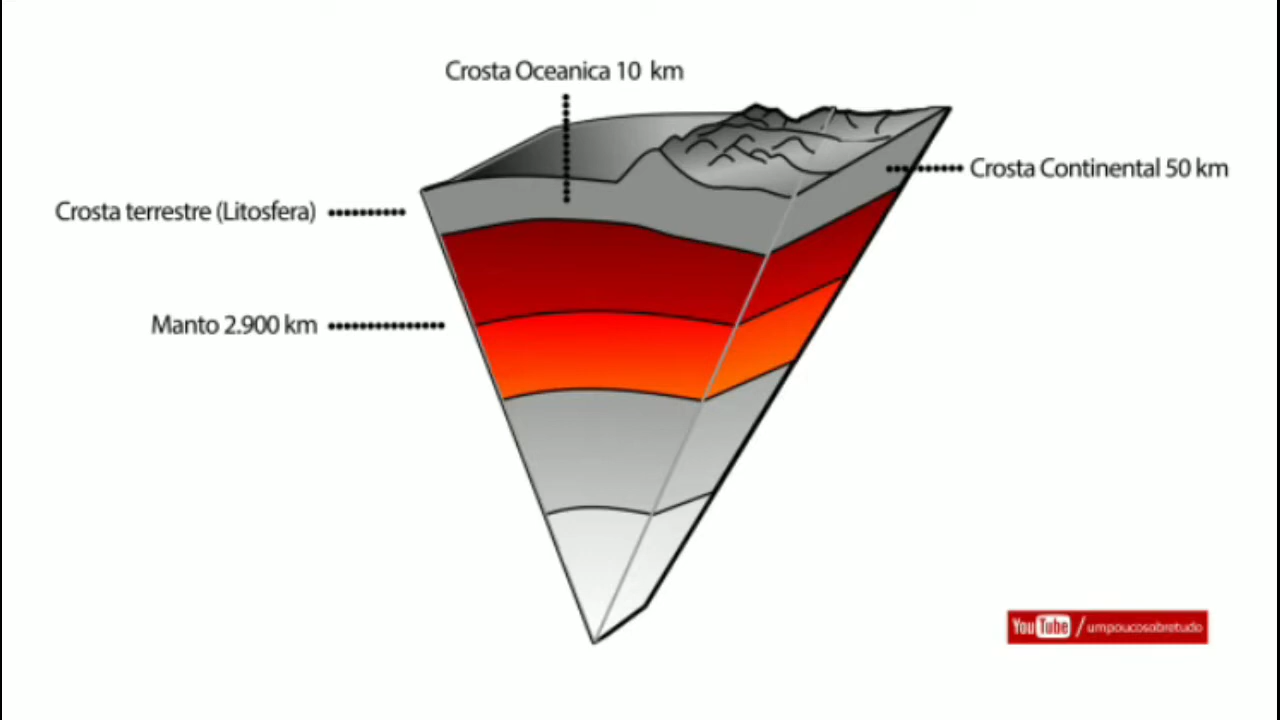 Crosta Oceanica 10 km
Crosta Continental 50 km
Crosta terrestre (Litosfera)
Manto 2.900 km
YouTube /umpoucosobretudo